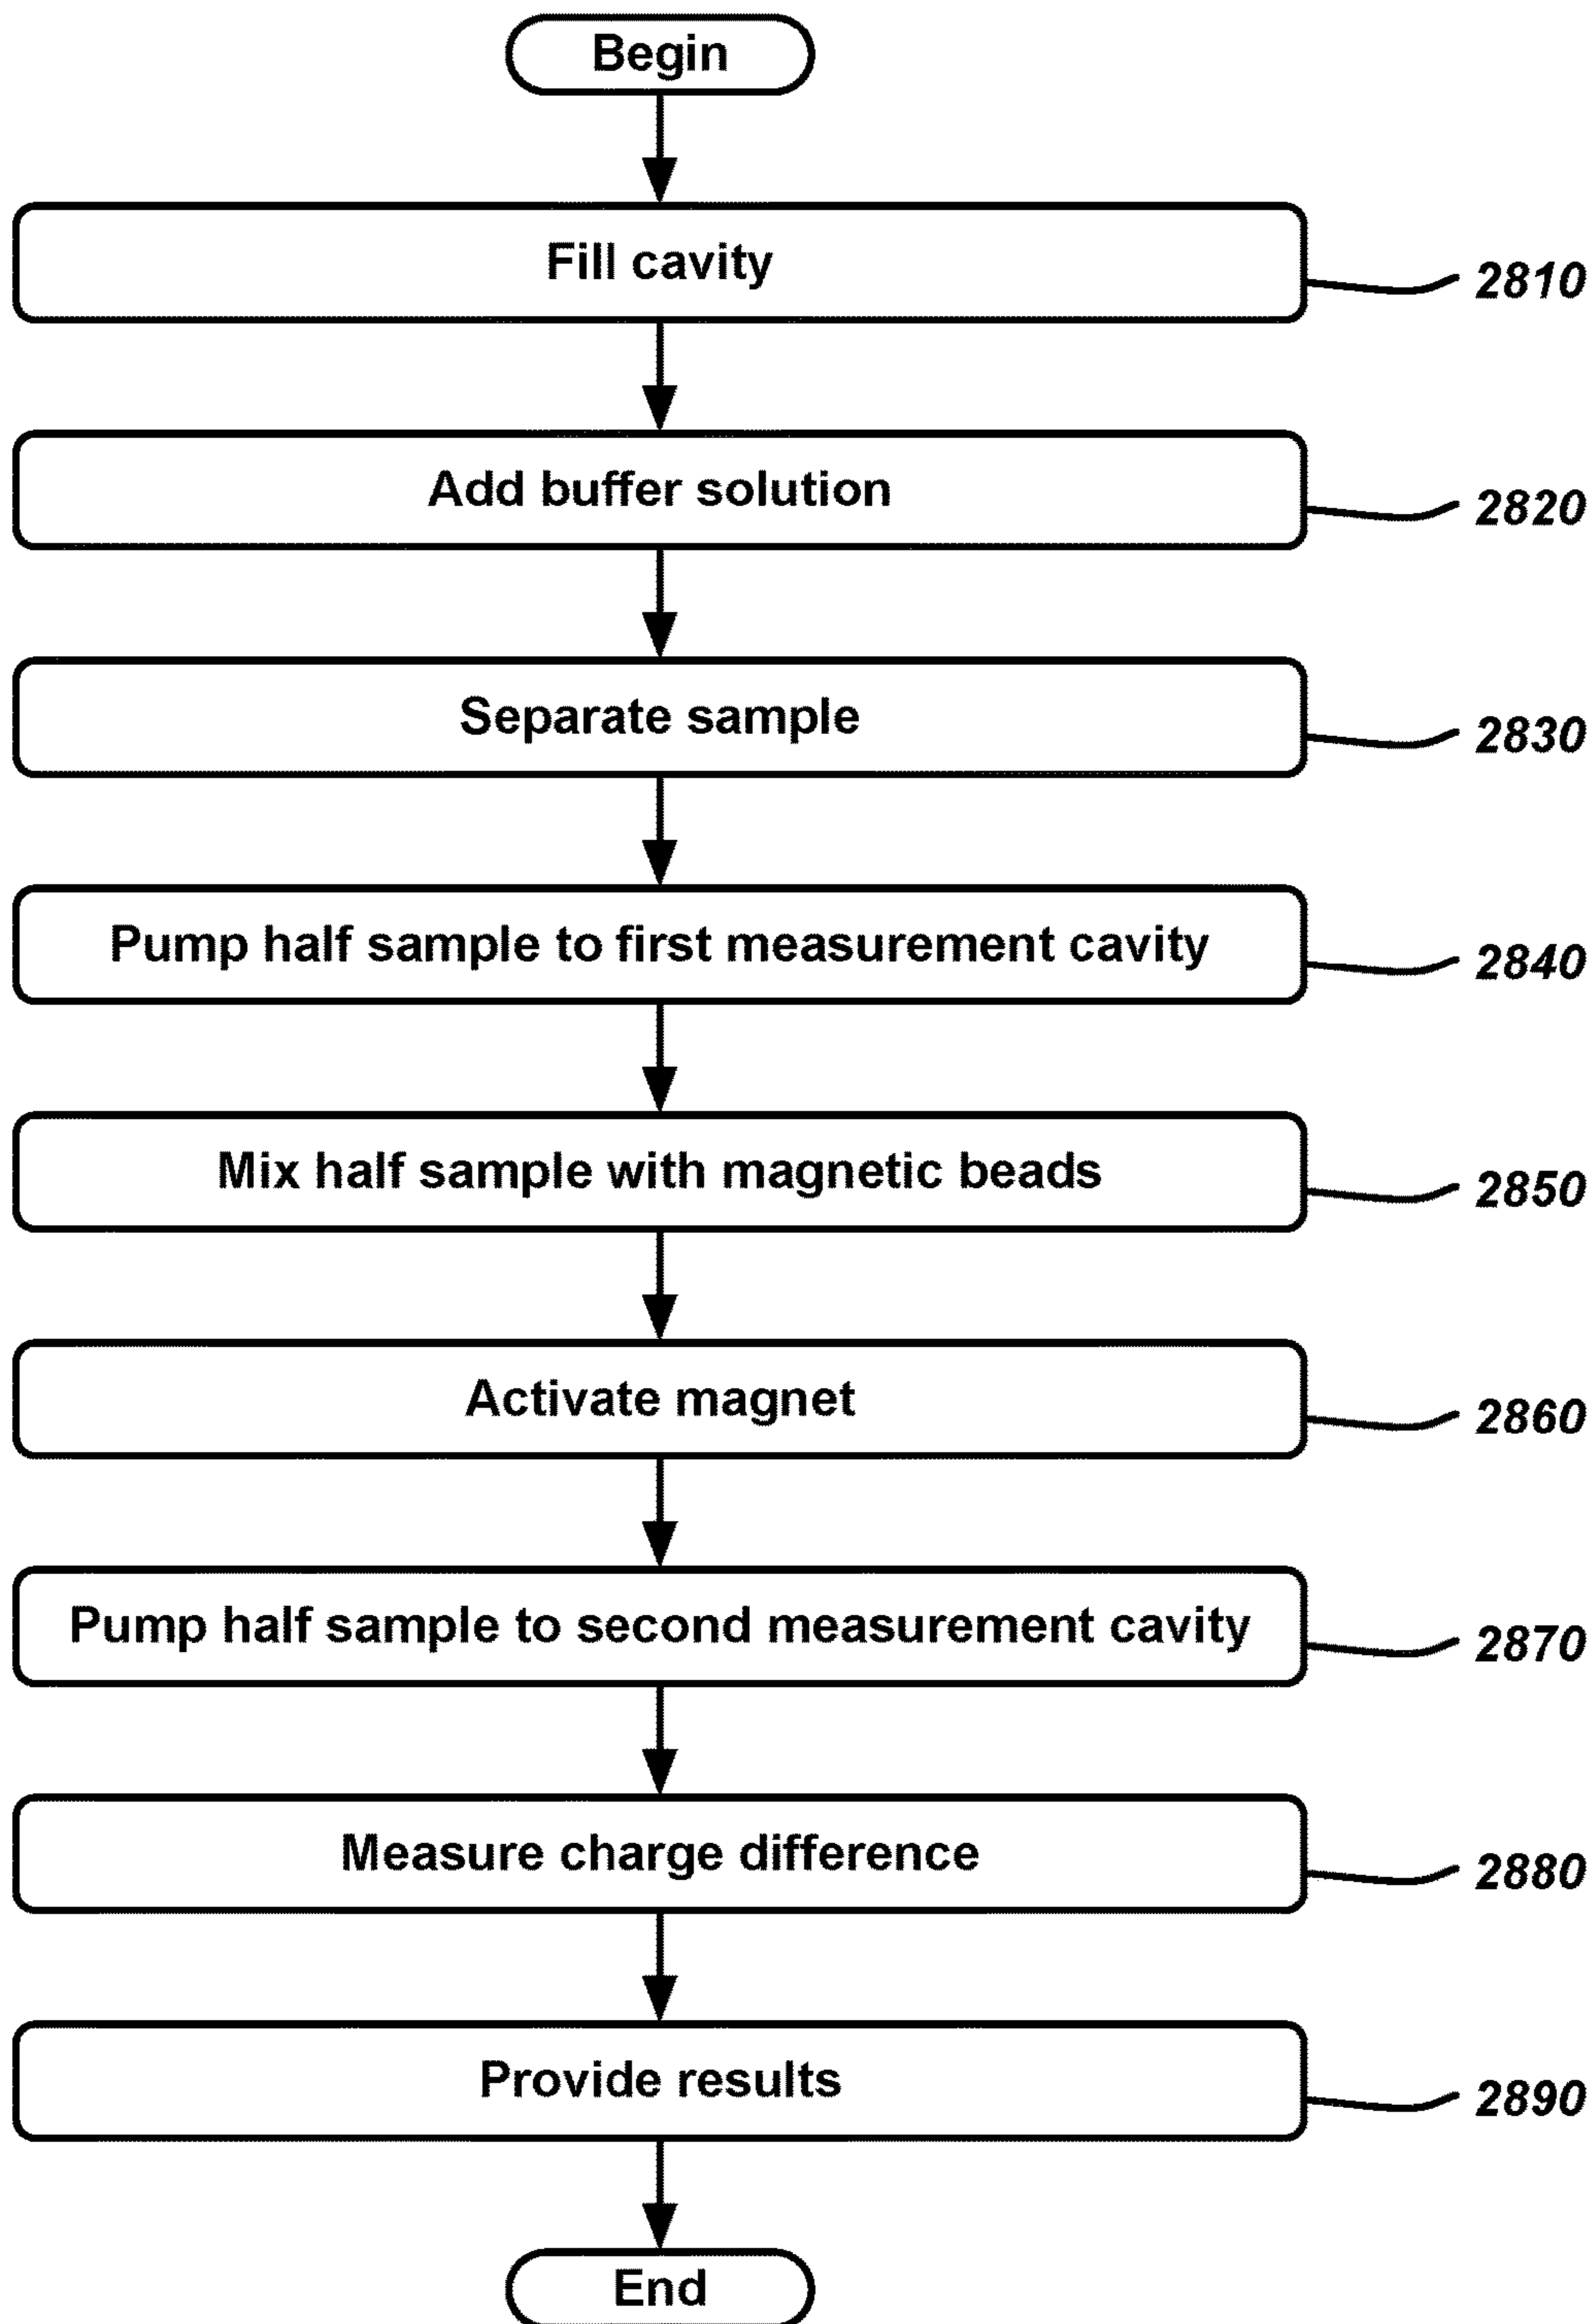 Begin
Fill cavity
2810
Add buffer solution
2820
Separate sample
2830
Pump half sample to first measurement cavity
2840
Mix half sample with magnetic beads
2850
Activate magnet
2860
Pump half sample to second measurement cavity
2870
Measure charge difference
2880
Provide results
2890
End